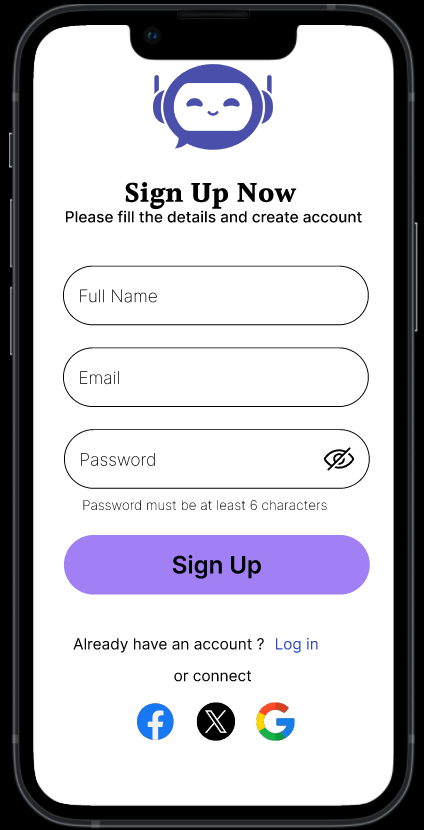 Sign Up Now
Please fill the details and create account
Full Name
Email
Password
Password must be at least 6 characters
Sign Up
Already have an account ? Log in
or connect